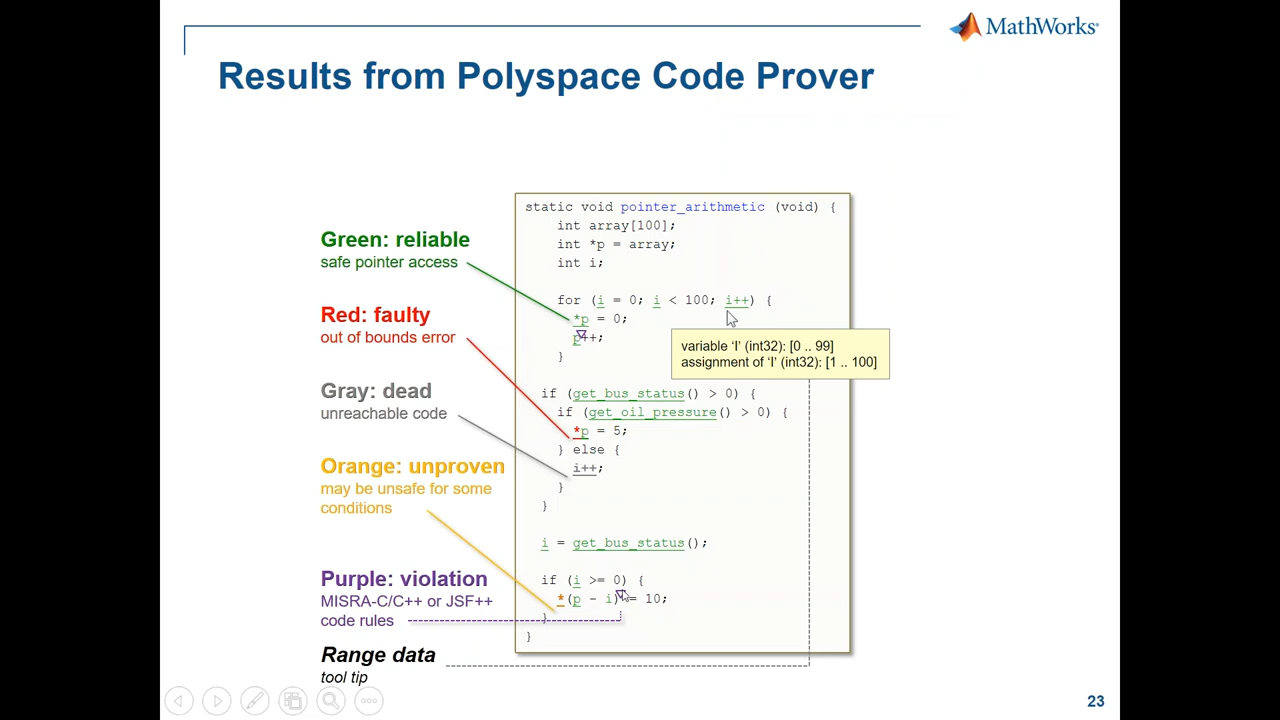 MathWorks®
Results from Polyspace Code Prover
Green: reliable
safe pointer access
Red: faulty
out of bounds error
Gray: dead
unreachable code
Orange: unproven
may be unsafe for some
conditions
Purple: violation
MISRA-C/C++ or JSF++
code rules
Range data
tool tip
static void pointer_arithmetic (void) {
int array[100];
int *p = array;
int i;
for (i = 0; i < 100; i++) {
*p = 0;
p++;
}
variable 'I' (int32): [0 .. 99]
assignment of 'I' (int32): [1 .. 100]
if (get_bus_status() > 0) {
if (get_oil_pressure() > 0) {
*p = 5;
} else {
i++;
}
}
i = get_bus_status();
if (i >= 0) {
*(p - i) = 10;
}
}
23